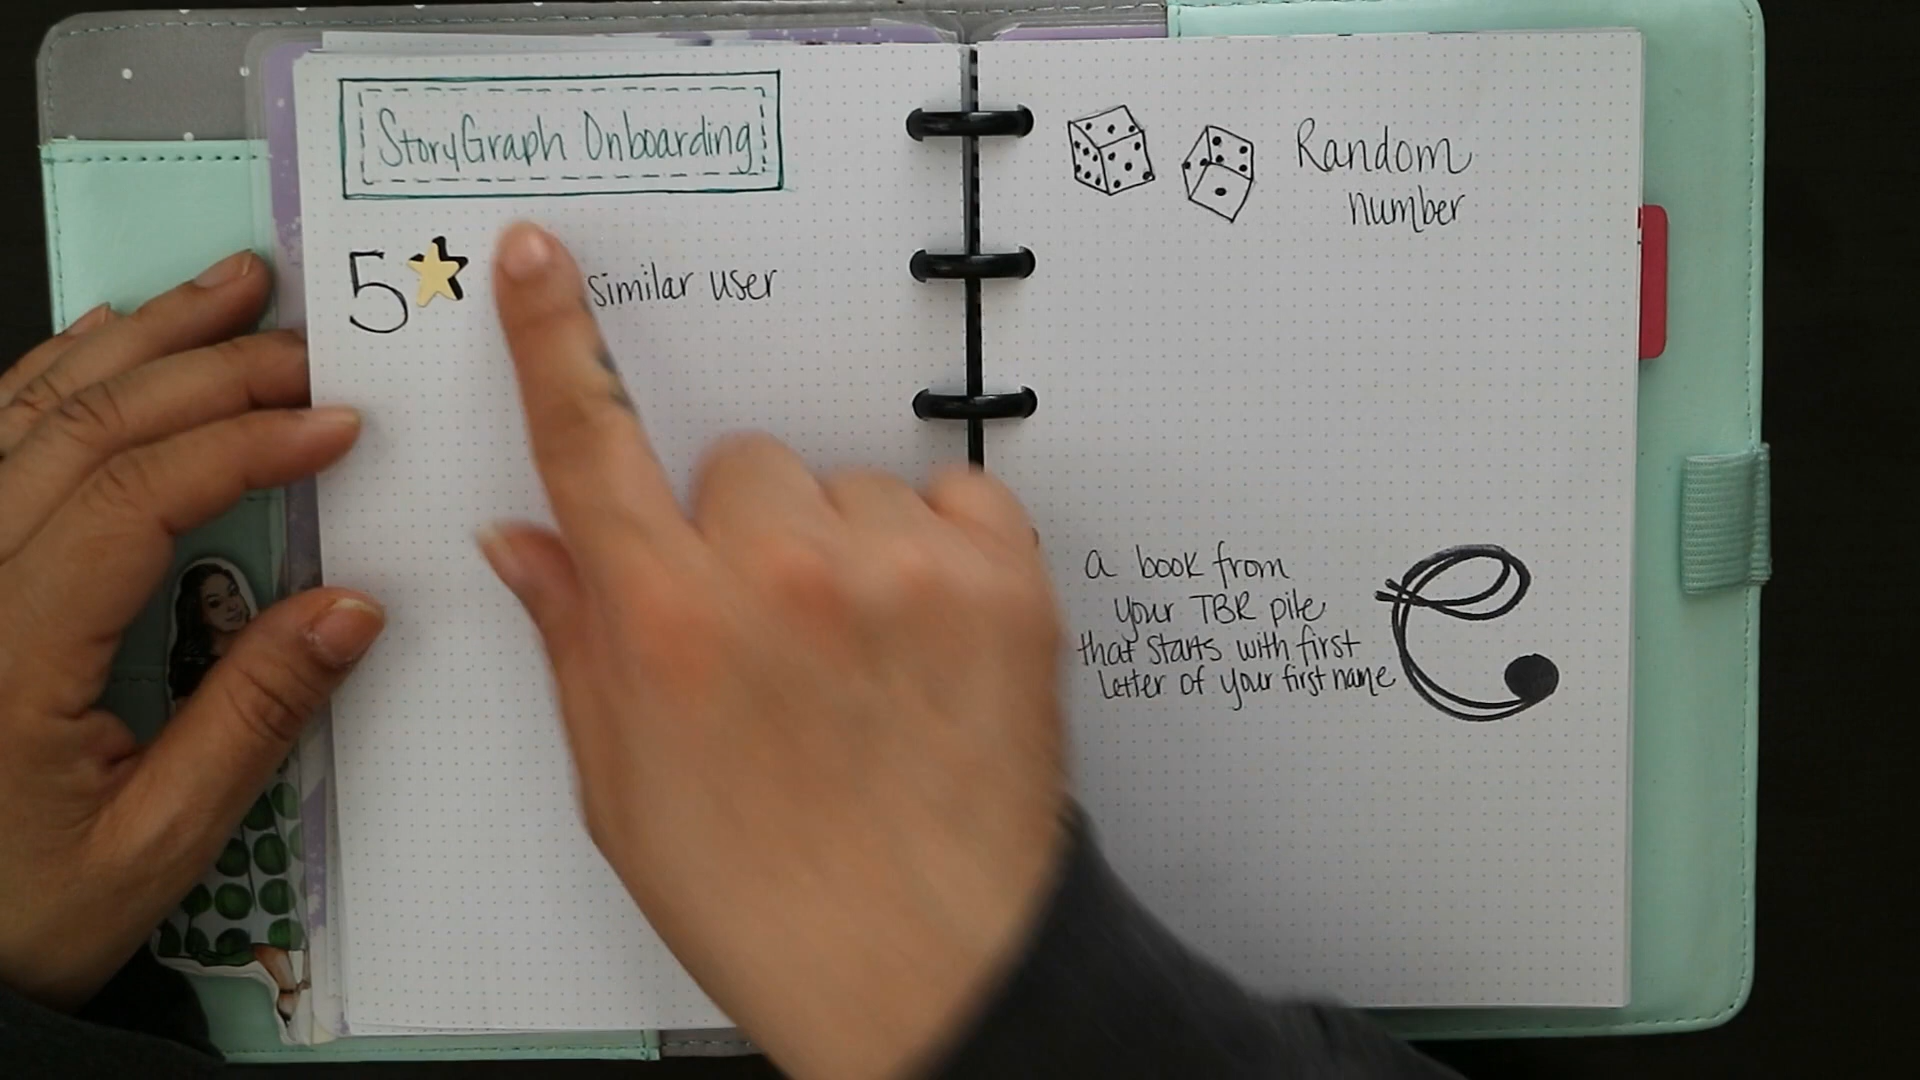 StoryGraph Onboarding
5
similar user
Random
number
a book from
your TBR pile
that starts with first
letter of your first name
e